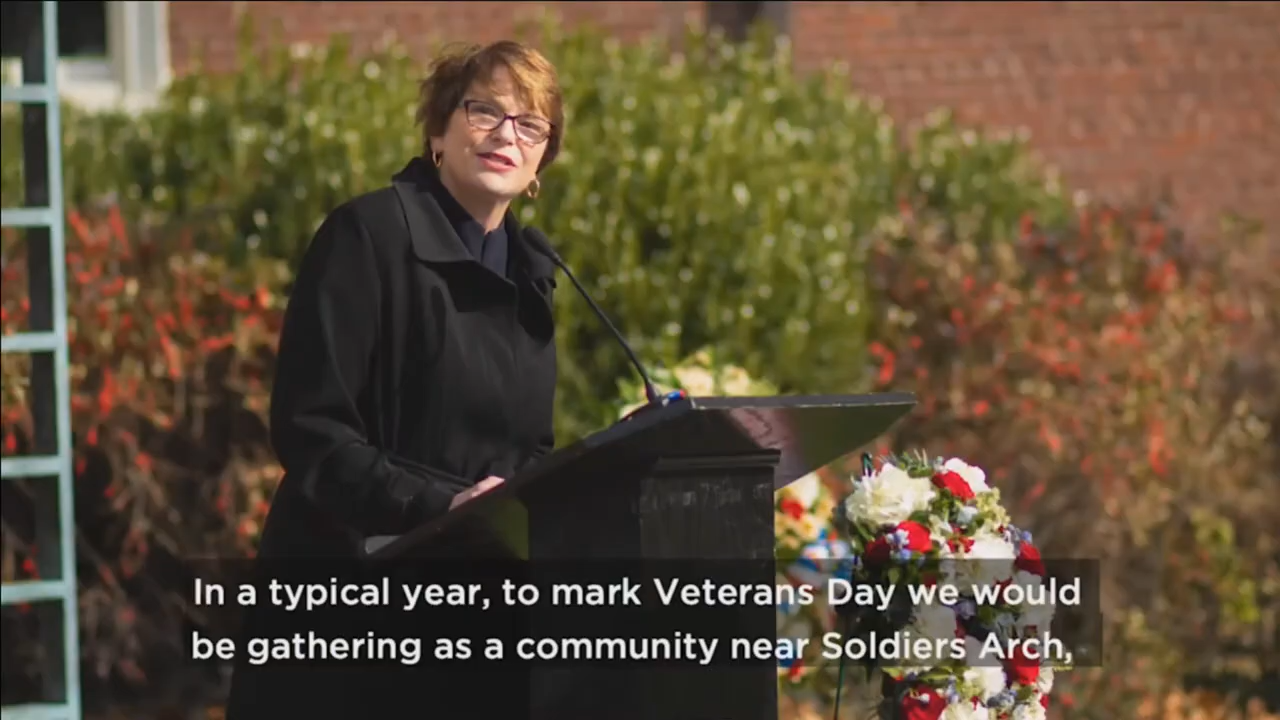 In a typical year, to mark Veterans Day we would
be gathering as a community near Soldiers Arch,